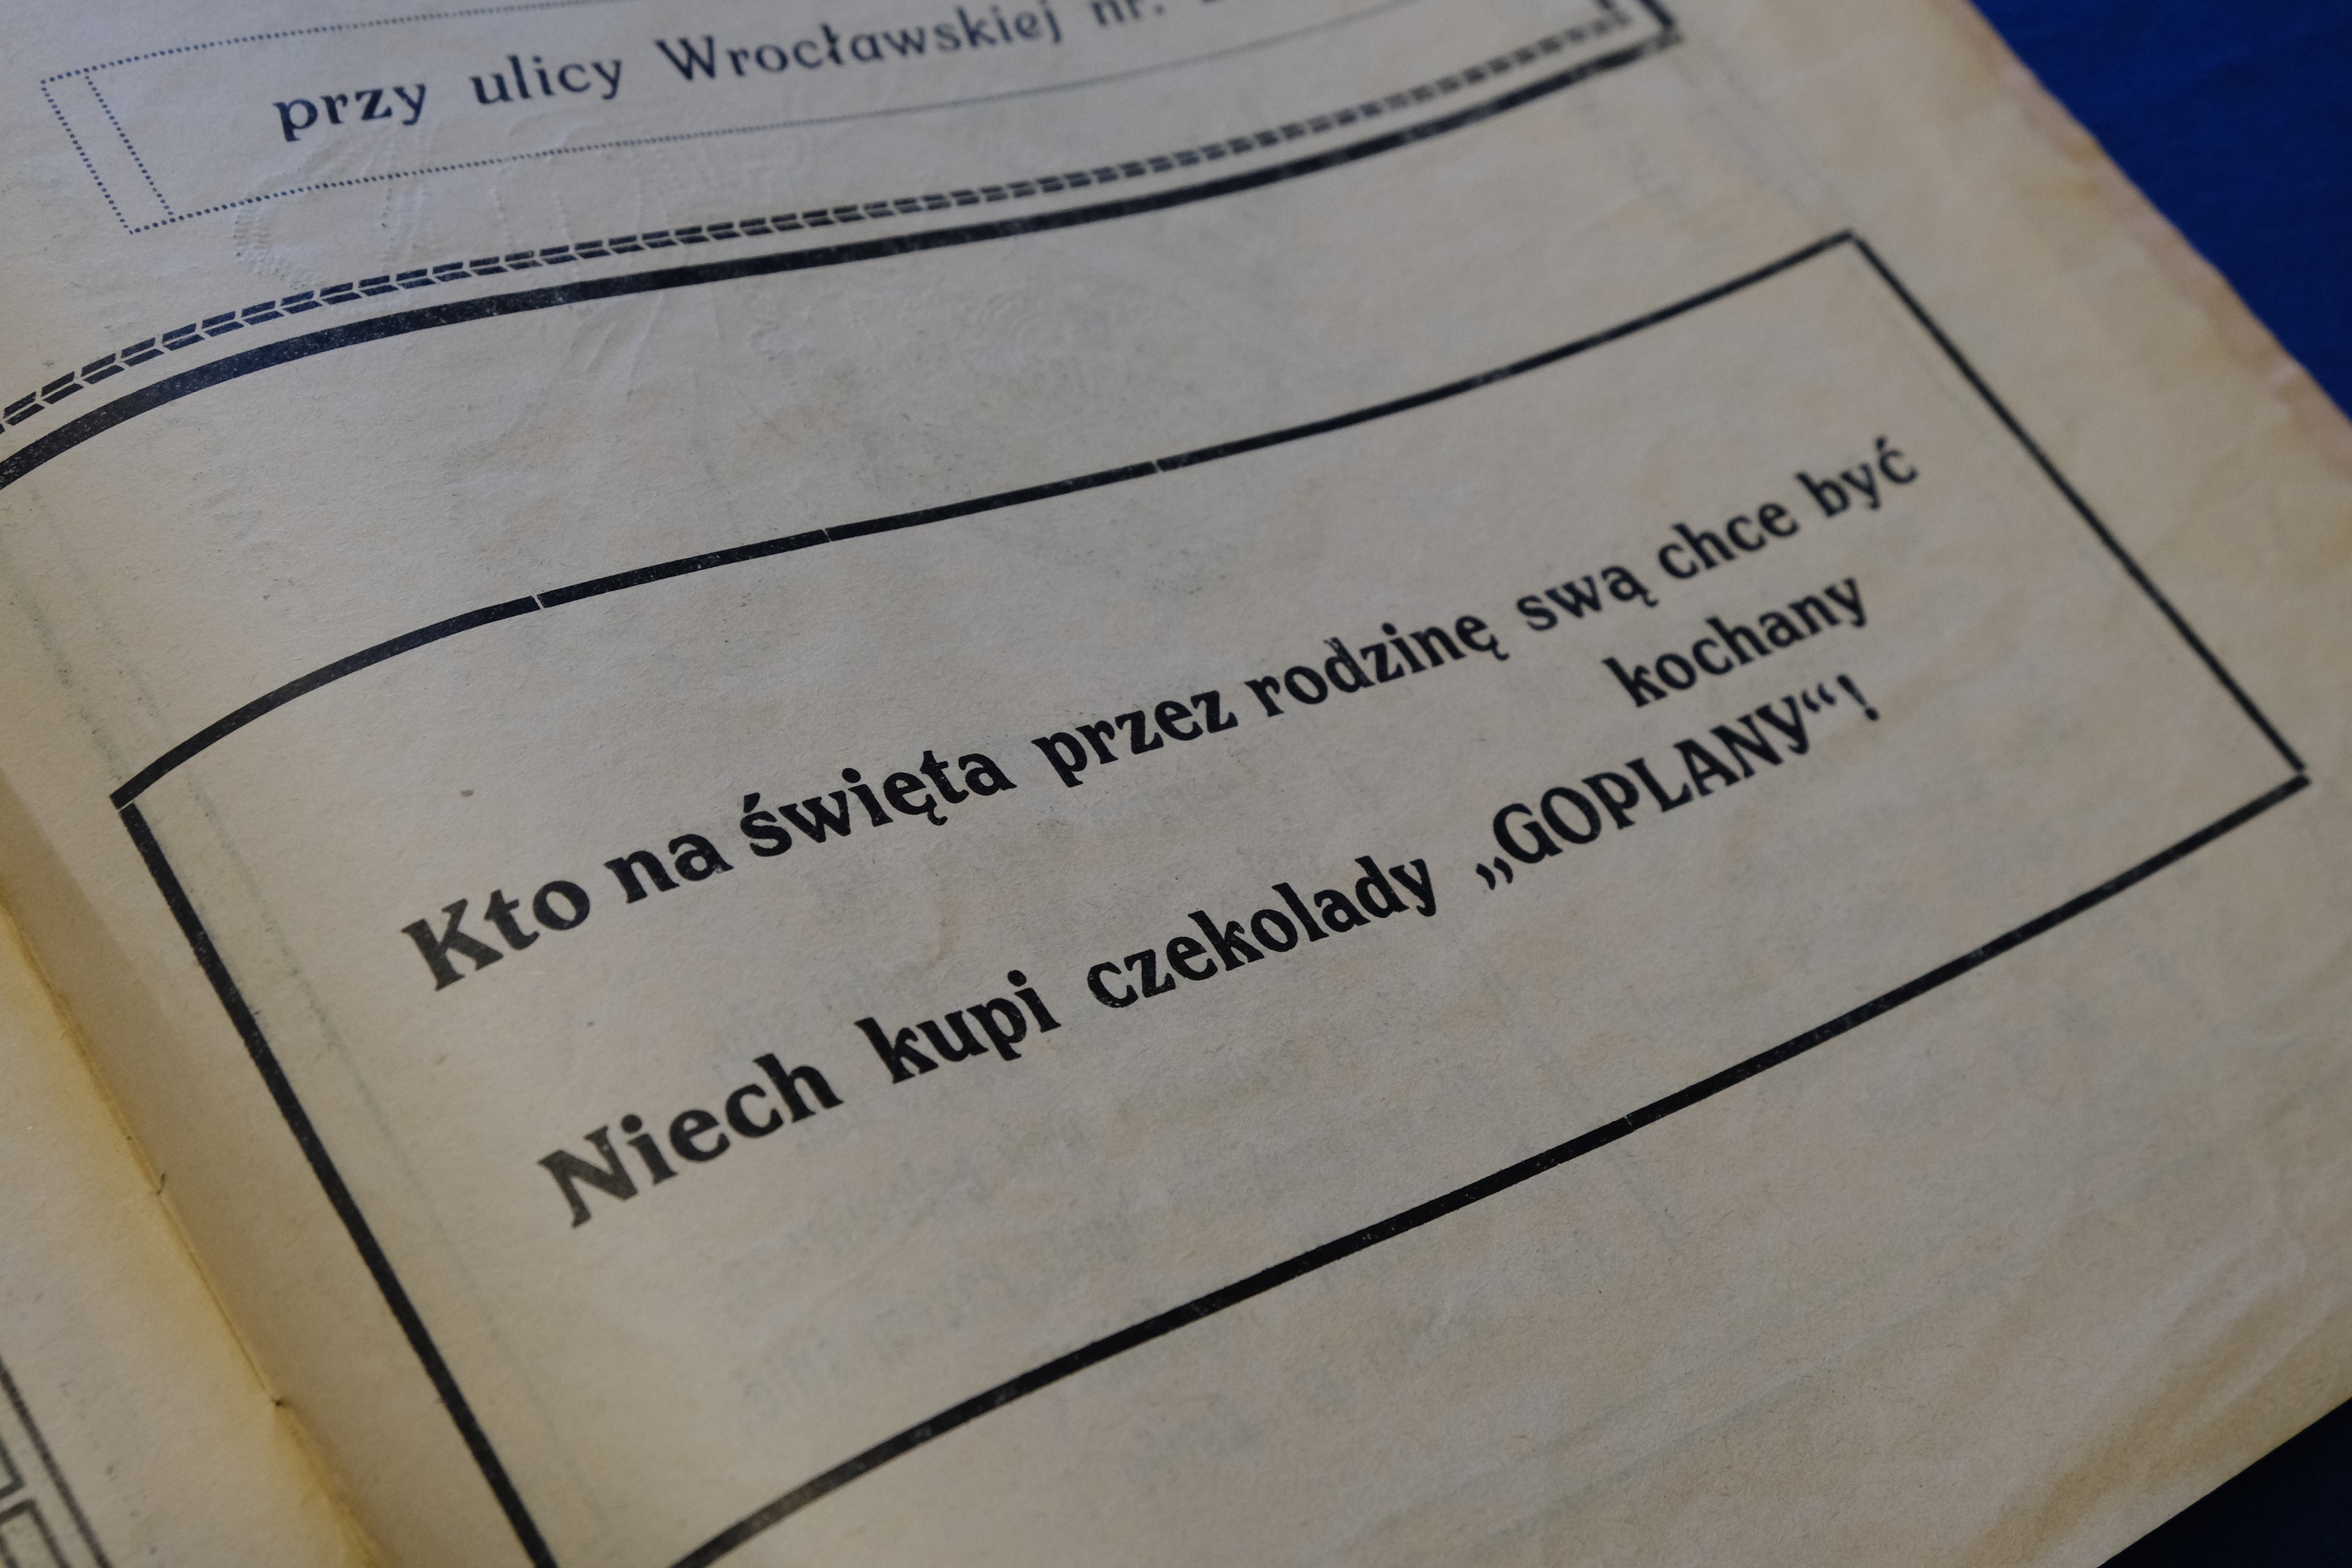 przy ulicy Wrocławskiej nr.
Kto na święta przez rodzinę swą chce być
kochany
Niech kupi czekolady „GOPLANY“!